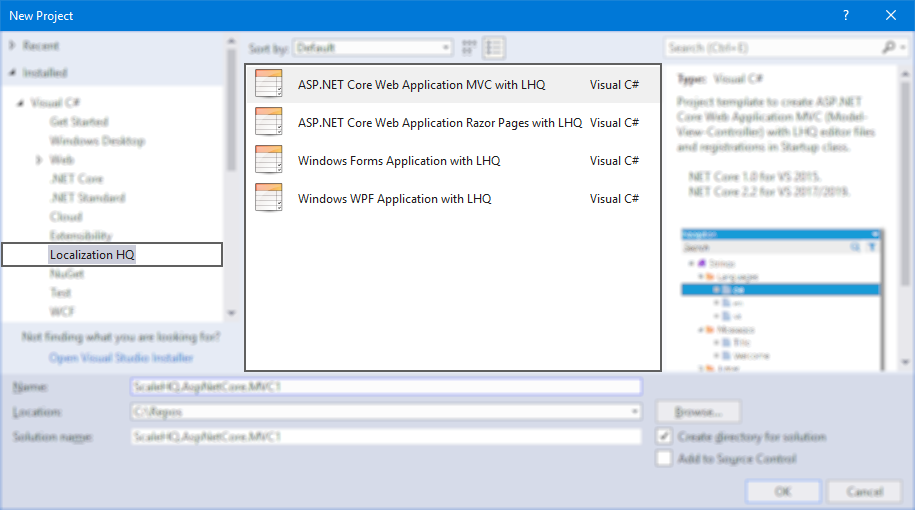 New Project
?
Recent
Installed
Visual C#
Get Started
Windows Desktop
Web
.NET Core
.NET Standard
Cloud
Extensibility
Localization HQ
NuGet
Test
WCF
Not finding what you are looking for?
Open Visual Studio Installer
Sort by: Default
ASP.NET Core Web Application MVC with LHQ Visual C#
ASP.NET Core Web Application Razor Pages with LHQ Visual C#
Windows Forms Application with LHQ Visual C#
Windows WPF Application with LHQ Visual C#
Search (Ctrl+E)
Type: Visual C#
Project template to create ASP.NET
Core Web Application MVC (Model-
View-Controller) with LHQ editor files
and registrations in Startup class.
.NET Core 1.0 for VS 2015.
.NET Core 2.2 for VS 2017/2019.
Navigation
Search
Strings
Languages
Messages
Welcome
Name: ScaleHQ.AspNetCore.MVC1
Location: C:\Repos
Browse...
Solution name: ScaleHQ.AspNetCore.MVC1
Create directory for solution
Add to Source Control
OK
Cancel